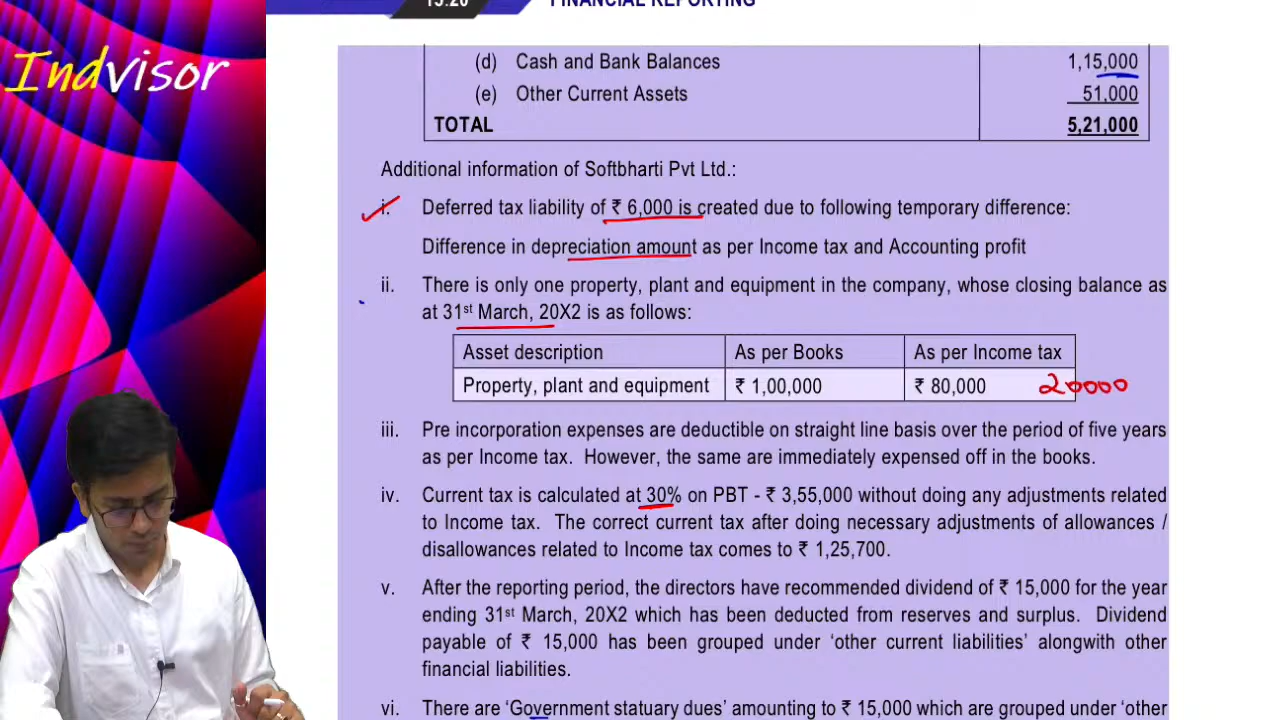 15.20 FINANCIAL REPORTING
Indvisor
(d) Cash and Bank Balances 1,15,000
(e) Other Current Assets 51,000
TOTAL 5,21,000
Additional information of Softbharti Pvt Ltd.:
i. Deferred tax liability of ₹ 6,000 is created due to following temporary difference:
Difference in depreciation amount as per Income tax and Accounting profit
ii. There is only one property, plant and equipment in the company, whose closing balance as
at 31st March, 20X2 is as follows:
Asset description As per Books As per Income tax
Property, plant and equipment ₹ 1,00,000 ₹ 80,000 20000
iii. Pre incorporation expenses are deductible on straight line basis over the period of five years
as per Income tax. However, the same are immediately expensed off in the books.
iv. Current tax is calculated at 30% on PBT - ₹ 3,55,000 without doing any adjustments related
to Income tax. The correct current tax after doing necessary adjustments of allowances /
disallowances related to Income tax comes to ₹ 1,25,700.
v. After the reporting period, the directors have recommended dividend of ₹ 15,000 for the year
ending 31st March, 20X2 which has been deducted from reserves and surplus. Dividend
payable of ₹ 15,000 has been grouped under ‘other current liabilities’ alongwith other
financial liabilities.
vi. There are ‘Government statuary dues’ amounting to ₹ 15,000 which are grouped under ‘other